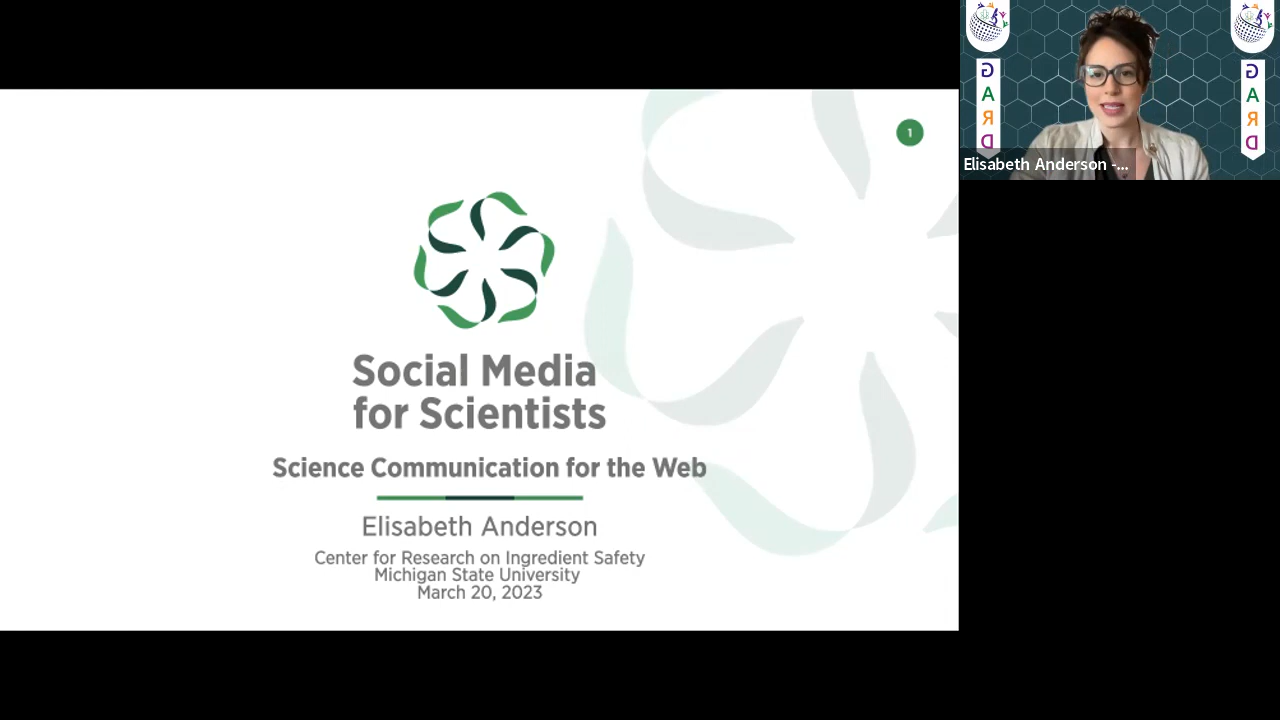 1
Social Media
for Scientists
Science Communication for the Web
Elisabeth Anderson
Center for Research on Ingredient Safety
Michigan State University
March 20, 2023
G
A
R
D
G
A
R
D
Elisabeth Anderson -...